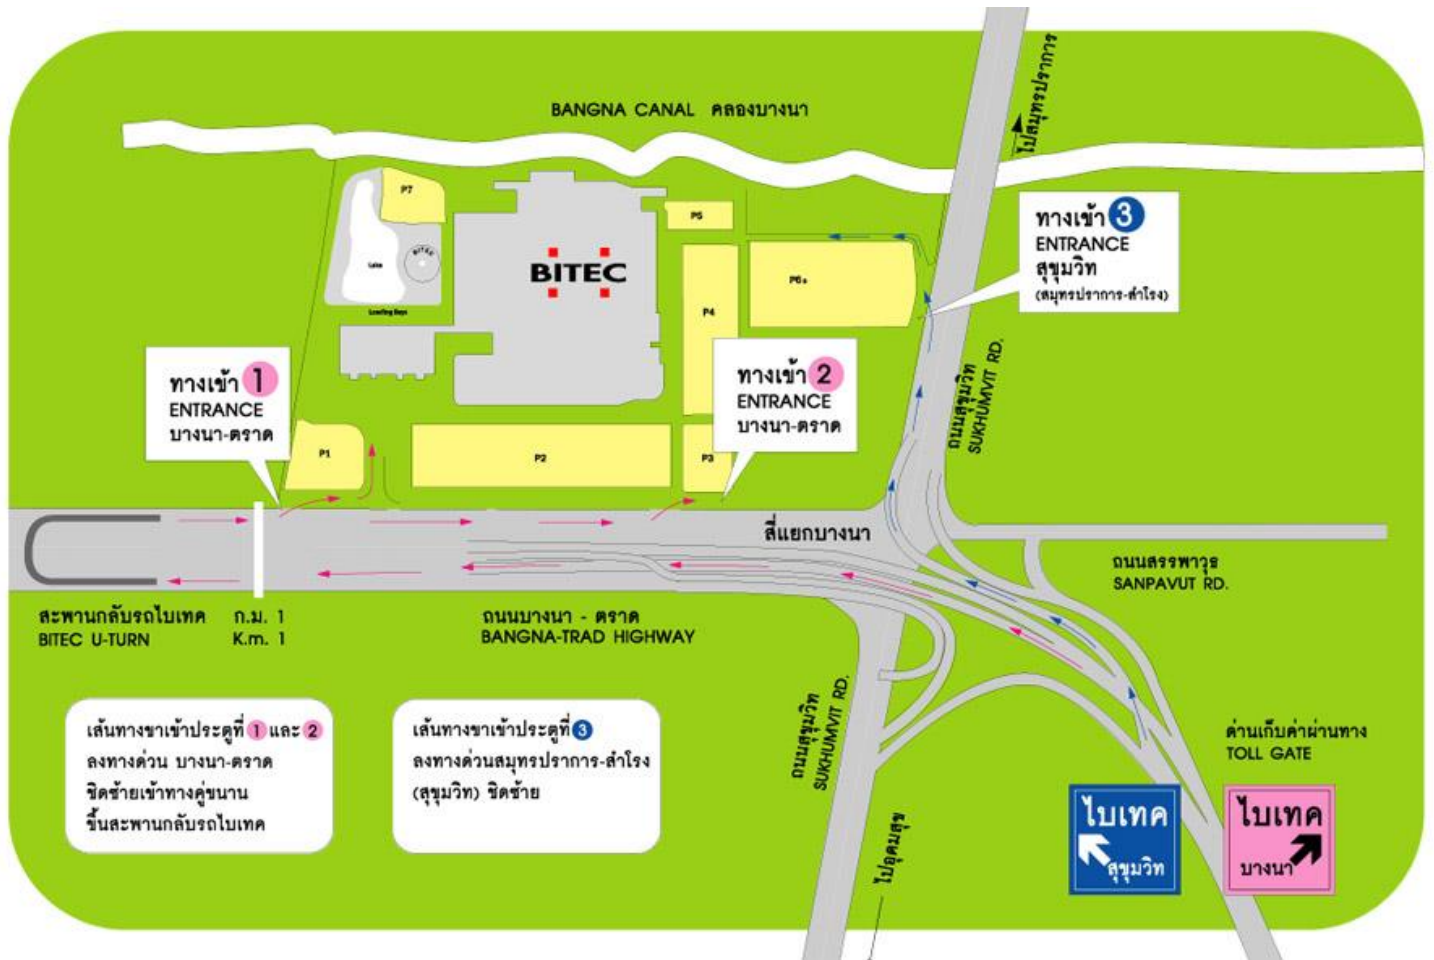 BANGNA CANAL คลองบางนา
ไปสมุทรปราการ
P7
P5
BITEC
Lake
BITEC
P6a
P4
Loading Bays
ทางเข้า 3
ENTRANCE
สุขุมวิท
(สมุทรปราการ-สำโรง)
ทางเข้า 1
ENTRANCE
บางนา-ตราด
ทางเข้า 2
ENTRANCE
บางนา-ตราด
ถนนสุขุมวิท
SUKHUMVIT RD.
P1
P2
P3
สี่แยกบางนา
ถนนสรรพาวุธ
SANPAVUT RD.
สะพานกลับรถไบเทค
BITEC U-TURN
ก.ม. 1
K.m. 1
ถนนบางนา - ตราด
BANGNA-TRAD HIGHWAY
ถนนสุขุมวิท
SUKHUMVIT RD.
เส้นทางขาเข้าประตูที่ 1 และ 2
ลงทางด่วน บางนา-ตราด
ชิดซ้ายเข้าทางคู่ขนาน
ขึ้นสะพานกลับรถไบเทค
เส้นทางขาเข้าประตูที่ 3
ลงทางด่วนสมุทรปราการ-สำโรง
(สุขุมวิท) ชิดซ้าย
ด่านเก็บค่าผ่านทาง
TOLL GATE
ไบเทค
สุขุมวิท
ไบเทค
บางนา
ไปอุดมสุข